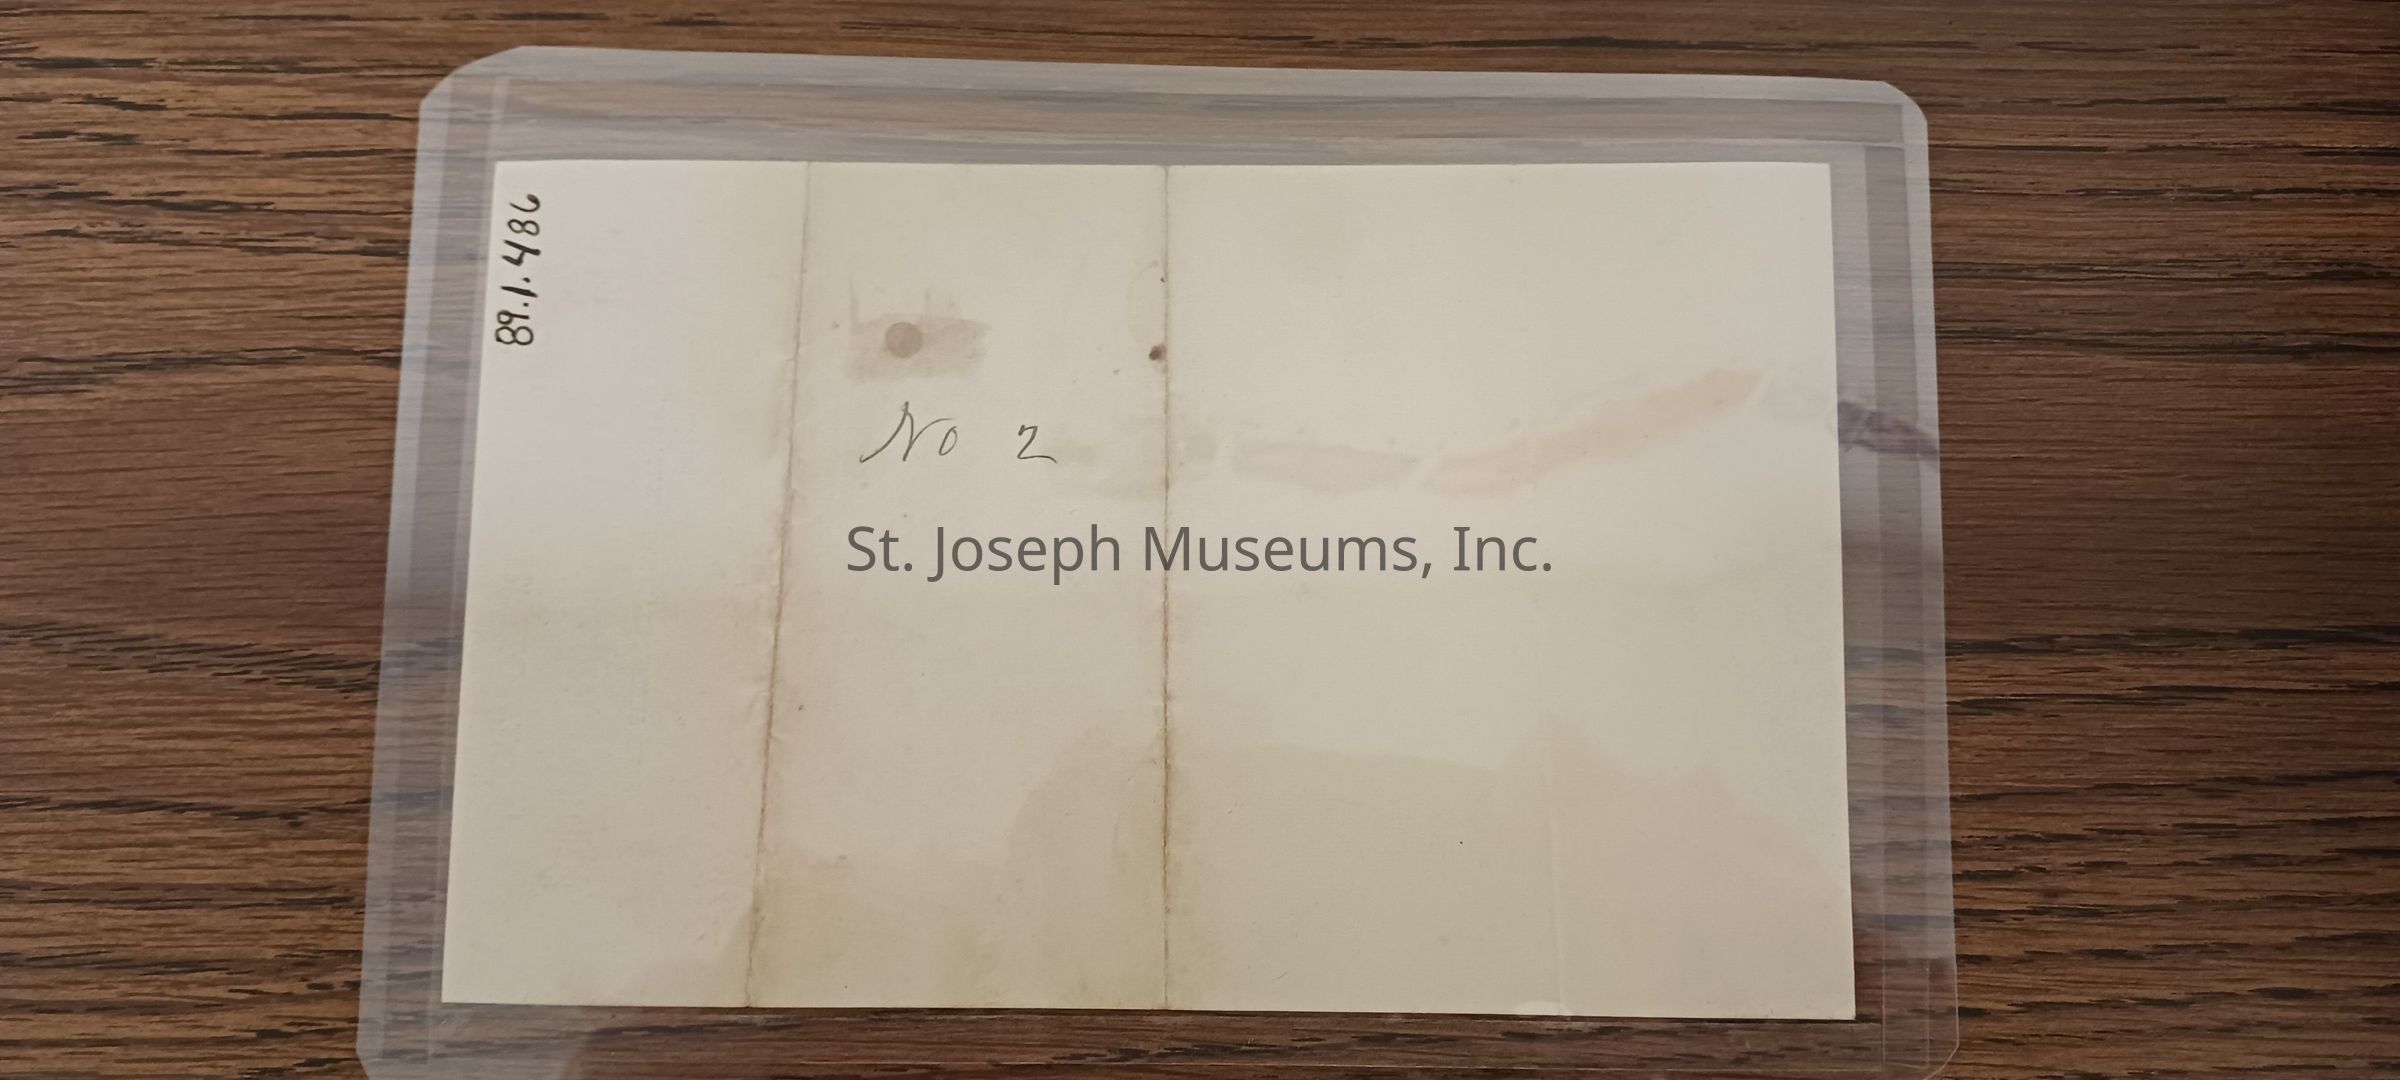 89.1.486
No 2
St. Joseph Museums, Inc.